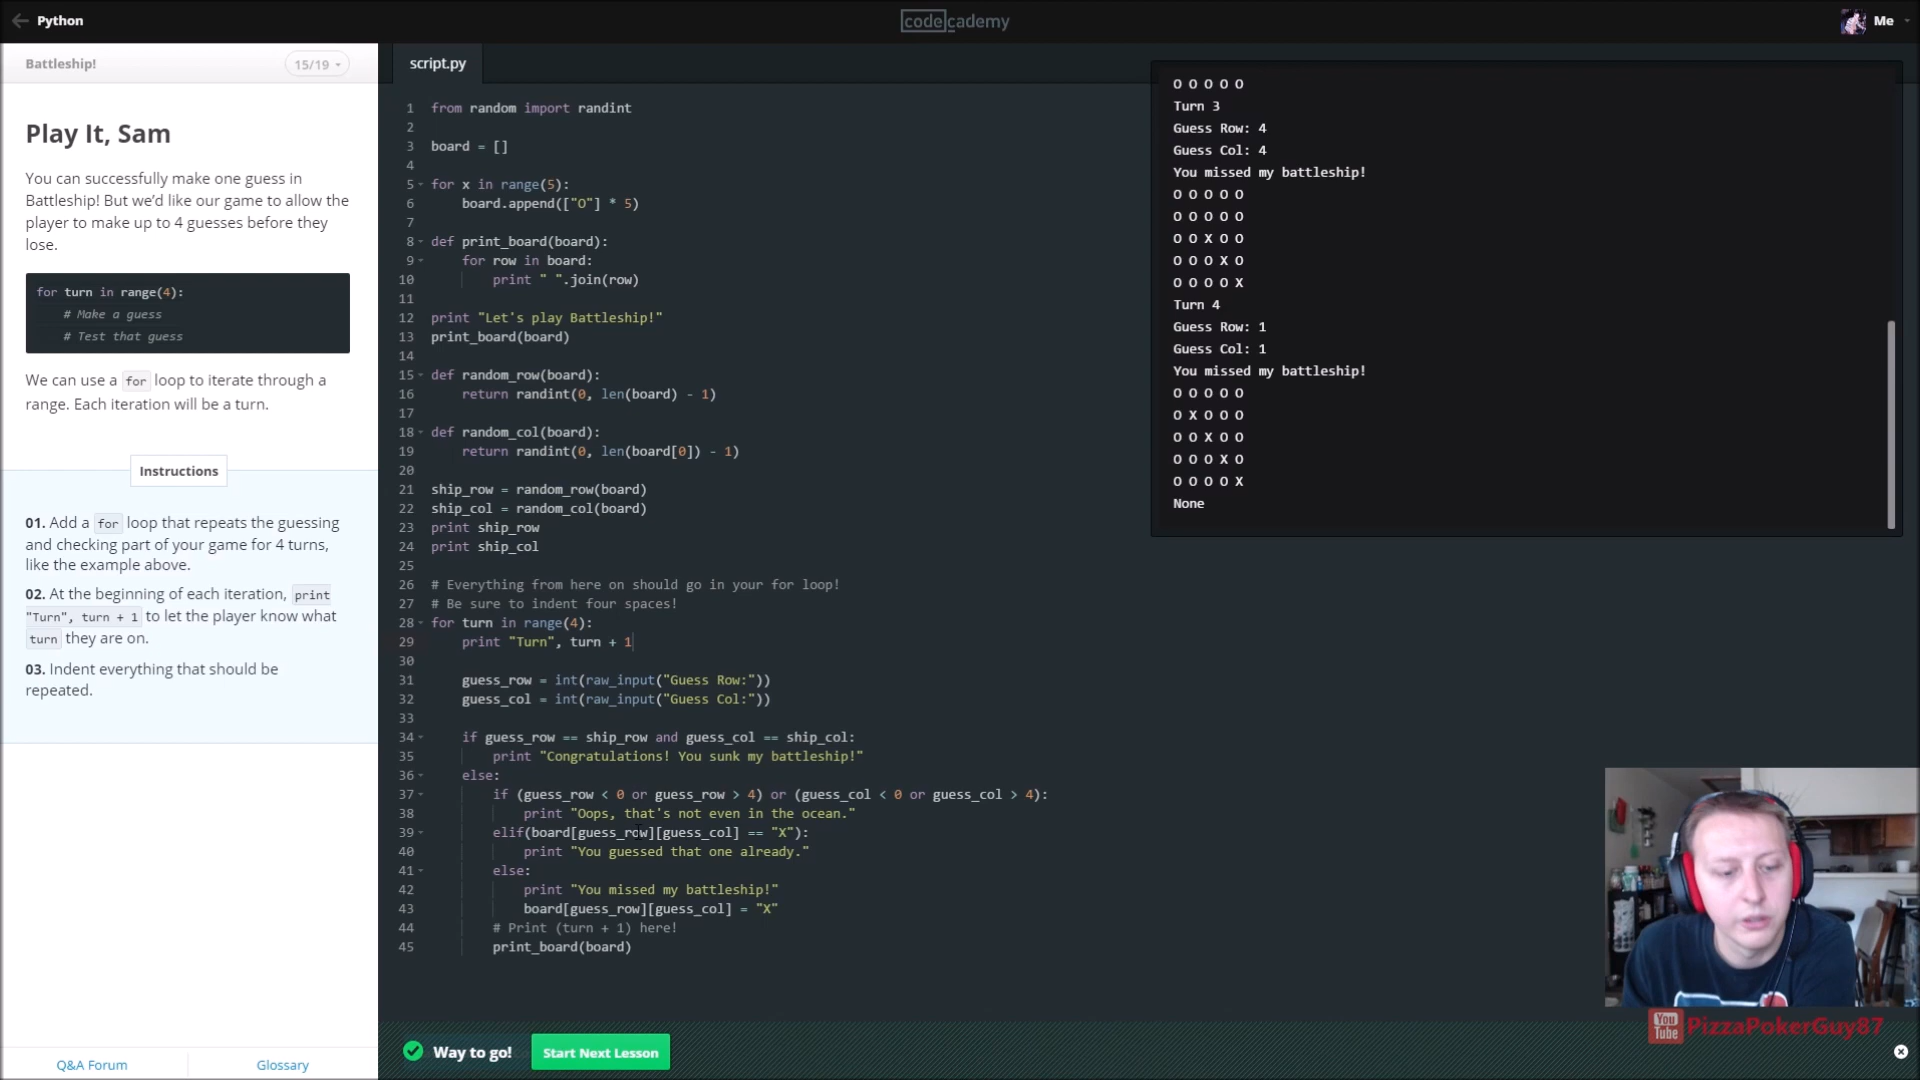 Python
codecademy
Me
Battleship!
15/19
script.py
Play It, Sam
You can successfully make one guess in
Battleship! But we'd like our game to allow the
player to make up to 4 guesses before they
lose.
for turn in range(4):
# Make a guess
# Test that guess
We can use a for loop to iterate through a
range. Each iteration will be a turn.
Instructions
01. Add a for loop that repeats the guessing
and checking part of your game for 4 turns,
like the example above.
02. At the beginning of each iteration, print
"Turn", turn + 1 to let the player know what
turn they are on.
03. Indent everything that should be
repeated.
Q&A Forum
Glossary
1 from random import randint
2
3 board = []
4
5 for x in range(5):
6 board.append(["O"] * 5)
7
8 def print_board(board):
9 for row in board:
10 print " ".join(row)
11
12 print "Let's play Battleship!"
13 print_board(board)
14
15 def random_row(board):
16 return randint(0, len(board) - 1)
17
18 def random_col(board):
19 return randint(0, len(board[0]) - 1)
20
21 ship_row = random_row(board)
22 ship_col = random_col(board)
23 print ship_row
24 print ship_col
25
26 # Everything from here on should go in your for loop!
27 # Be sure to indent four spaces!
28 for turn in range(4):
29 print "Turn", turn + 1
30
31 guess_row = int(raw_input("Guess Row:"))
32 guess_col = int(raw_input("Guess Col:"))
33
34 if guess_row == ship_row and guess_col == ship_col:
35 print "Congratulations! You sunk my battleship!"
36 else:
37 if (guess_row < 0 or guess_row > 4) or (guess_col < 0 or guess_col > 4):
38 print "Oops, that's not even in the ocean."
39 elif(board[guess_row][guess_col] == "X"):
40 print "You guessed that one already."
41 else:
42 print "You missed my battleship!"
43 board[guess_row][guess_col] = "X"
44 # Print (turn + 1) here!
45 print_board(board)
O O O O O
Turn 3
Guess Row: 4
Guess Col: 4
You missed my battleship!
O O O O O
O O O O O
O O X O O
O O O X O
O O O O X
Turn 4
Guess Row: 1
Guess Col: 1
You missed my battleship!
O O O O O
O X O O O
O O X O O
O O O X O
O O O O X
None
Way to go!
Start Next Lesson
You Tube PizzaPokerGuy87